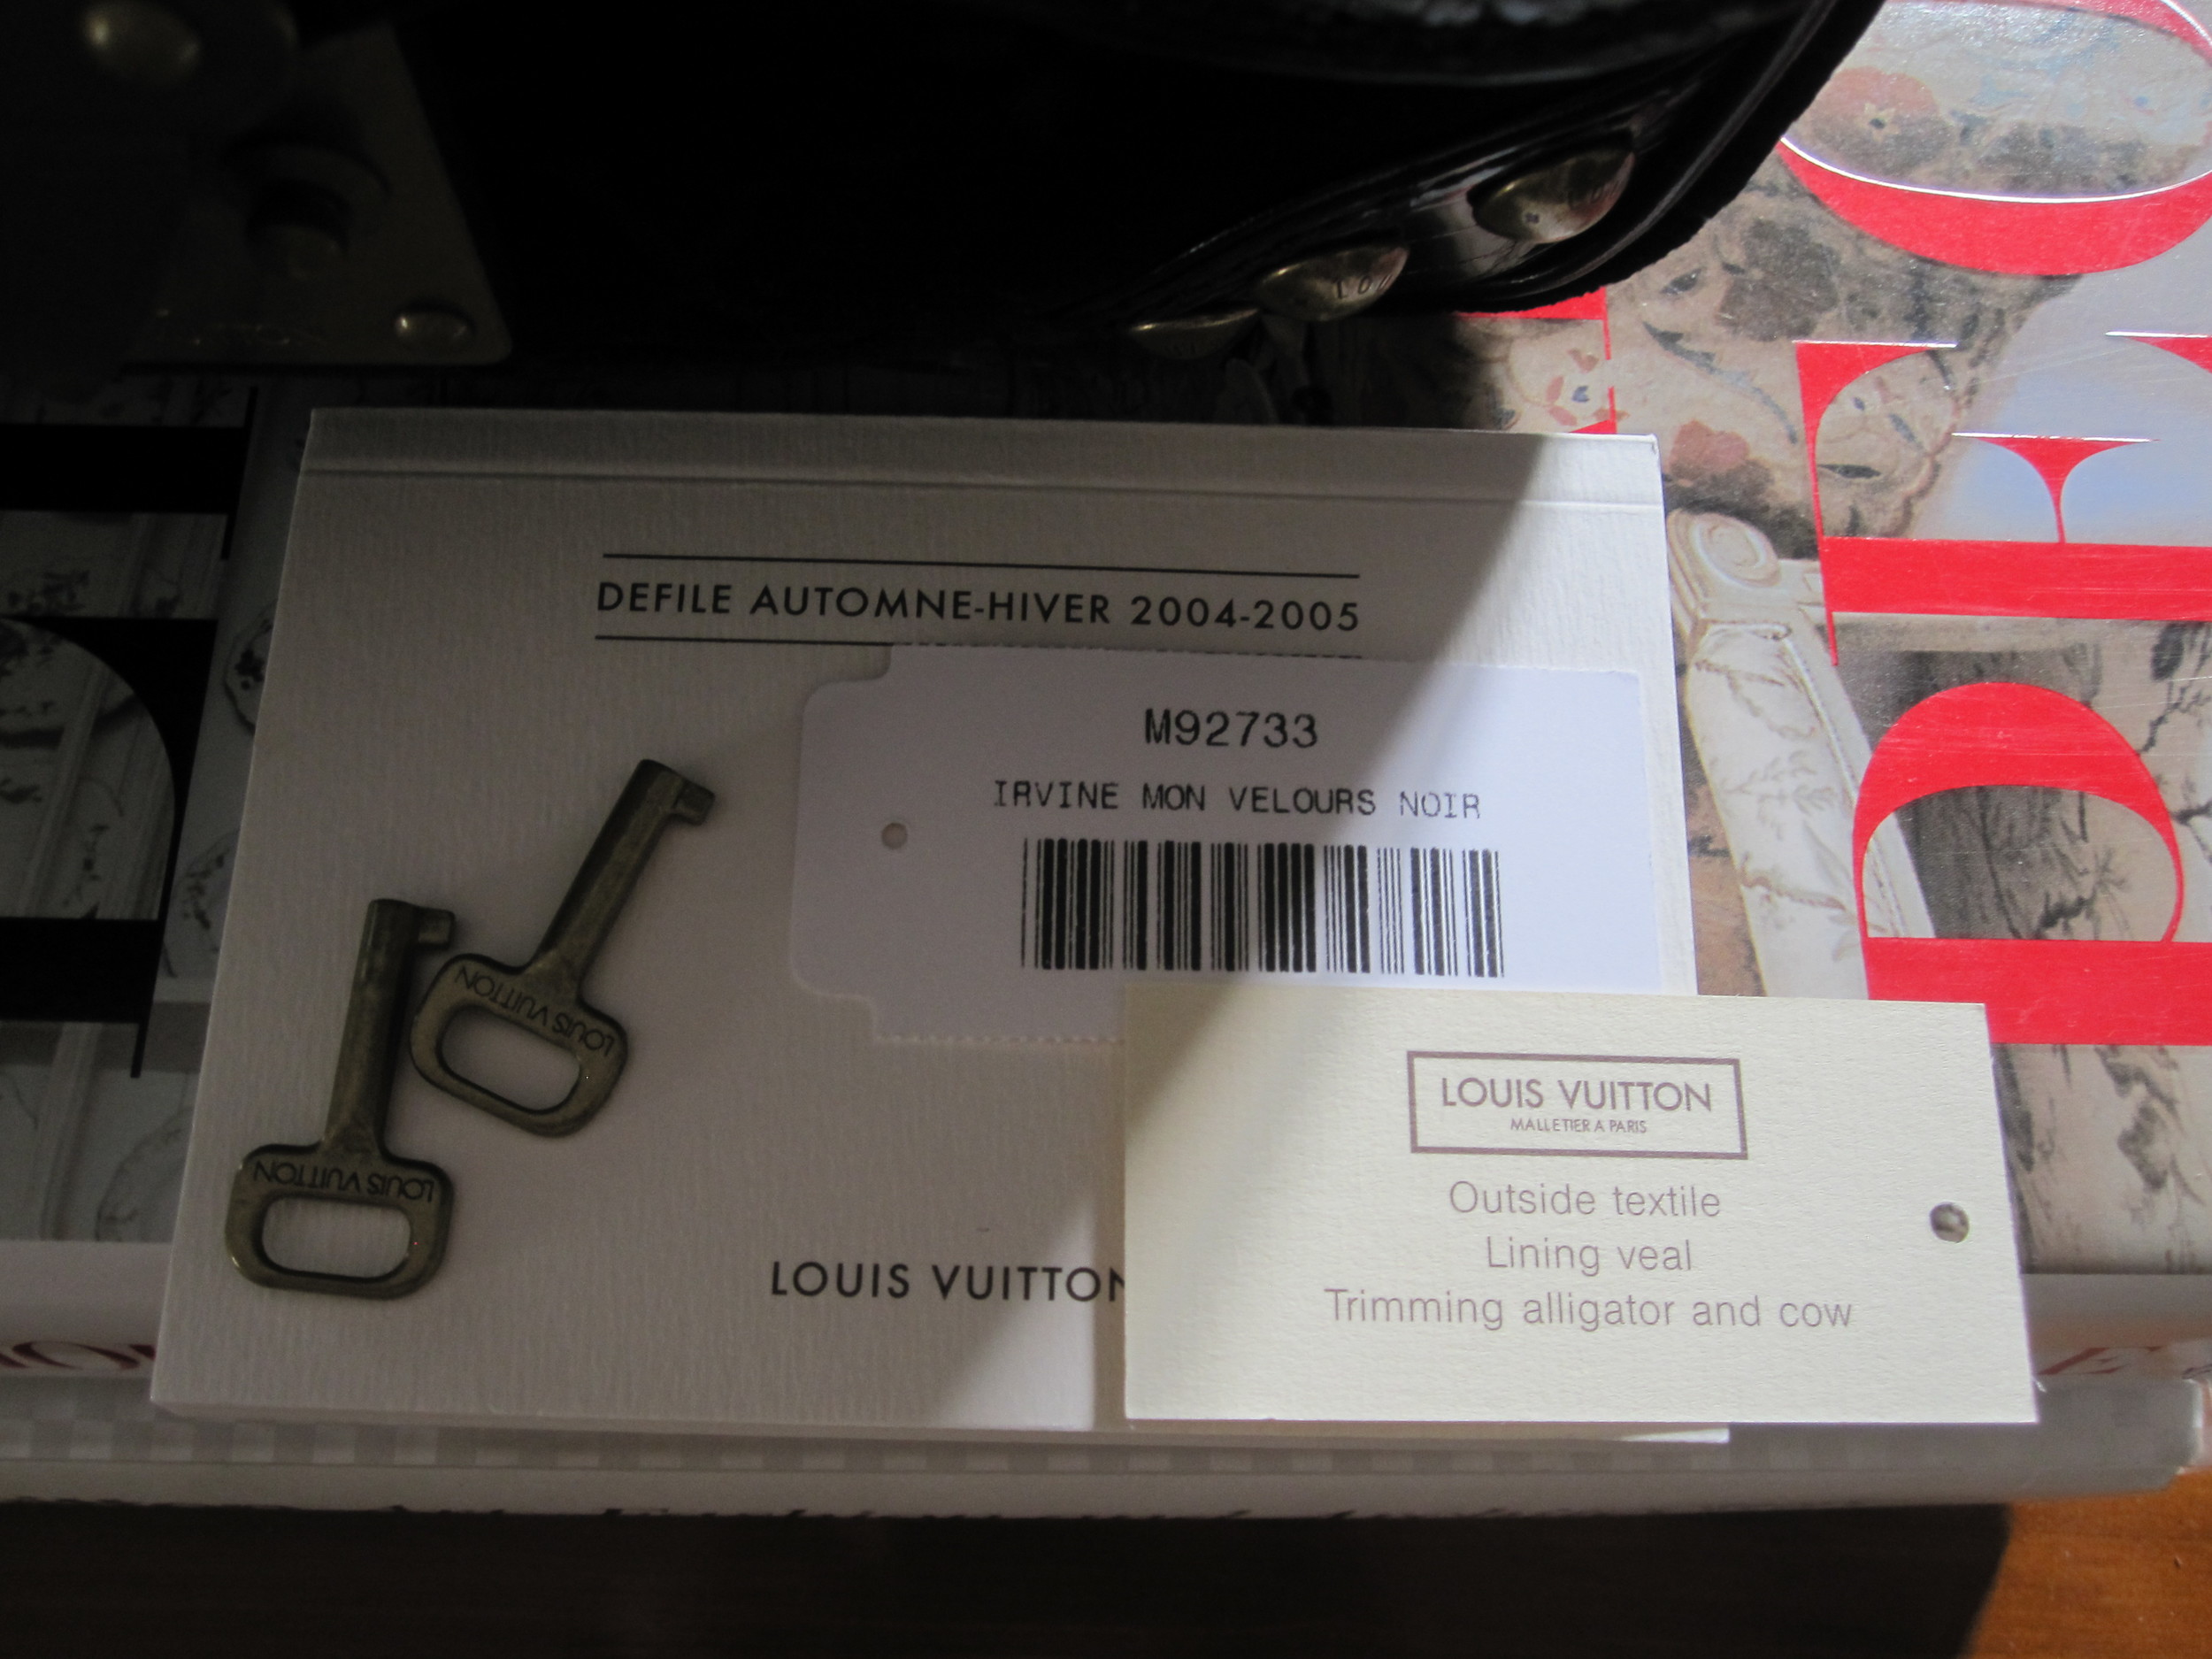 DEFILE AUTOMNE-HIVER 2004-2005
M92733
IRVINE MON VELOURS NOIR
LOUIS VUITTON
LOUIS VUITTON
LOUIS VUITTON
LOUIS VUITTON
MALLETIER A PARIS
Outside textile
Lining veal
Trimming alligator and cow